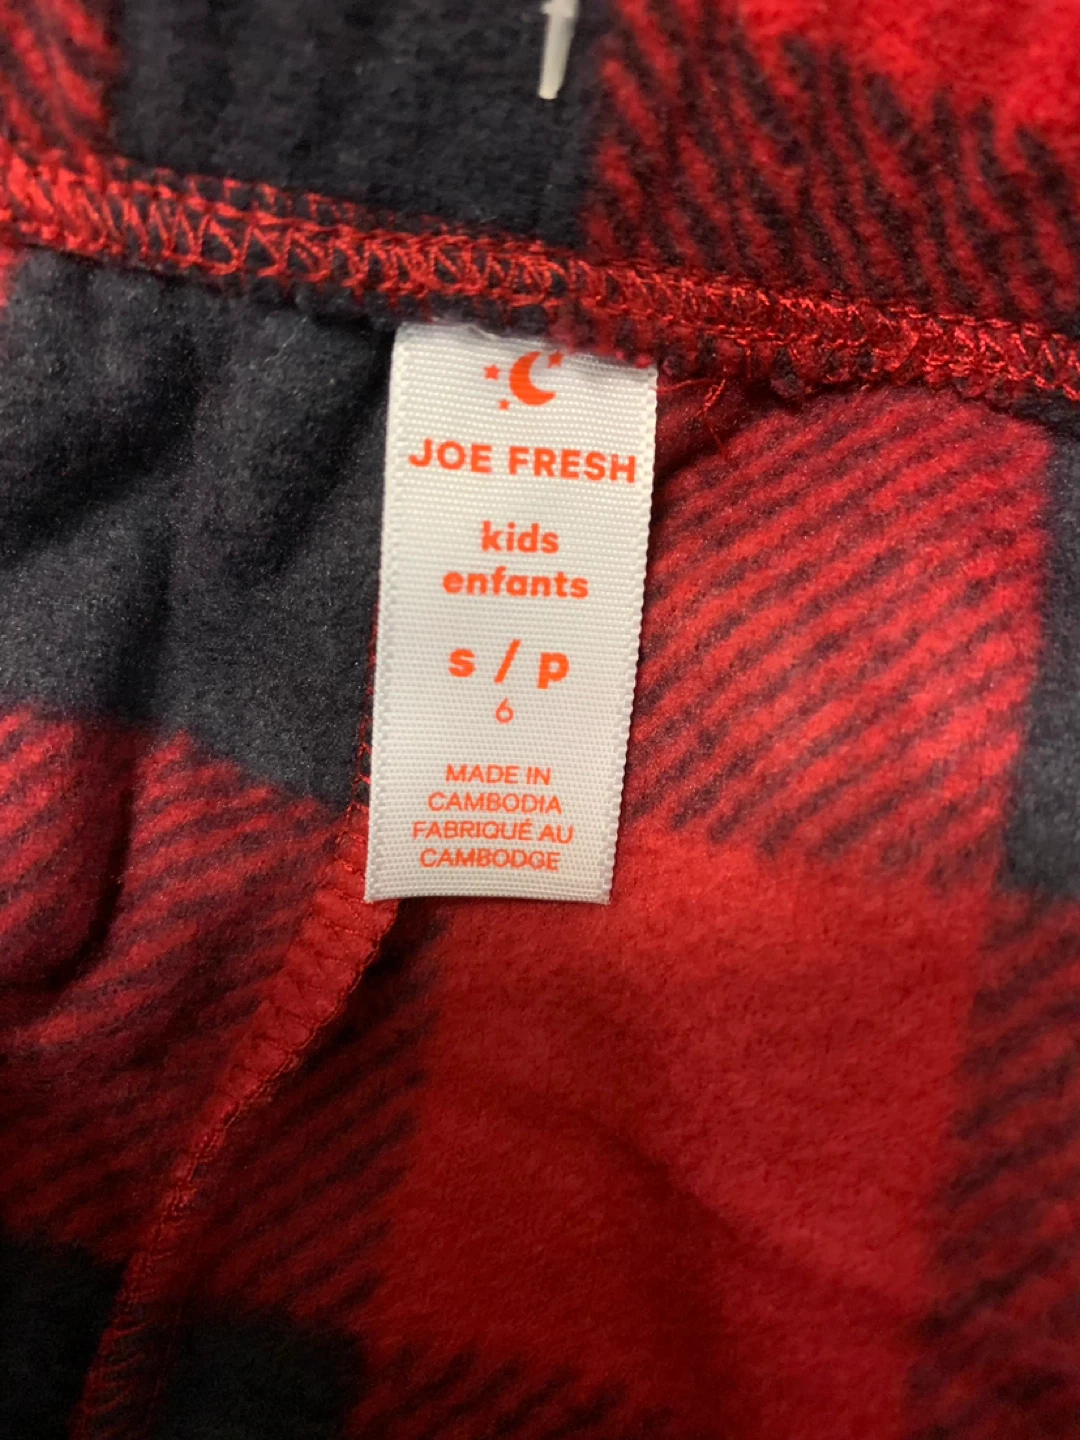 JOE FRESH
kids
enfants
s / p
6
MADE IN
CAMBODIA
FABRIQUÉ AU
CAMBODGE